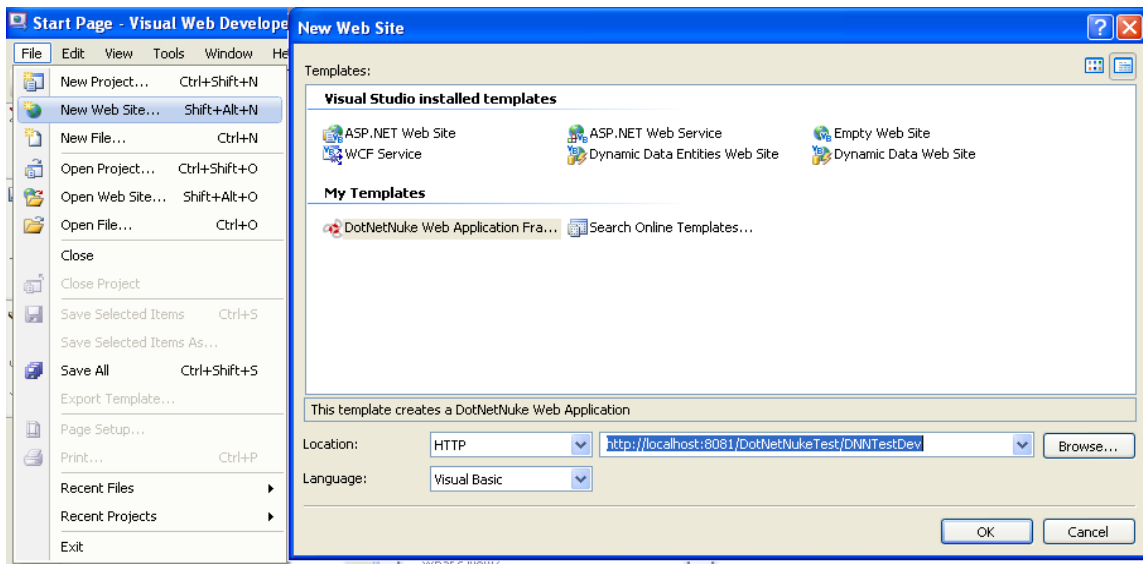 Start Page - Visual Web Develope
File Edit View Tools Window He
New Project... Ctrl+Shift+N
New Web Site... Shift+Alt+N
New File... Ctrl+N
Open Project... Ctrl+Shift+O
Open Web Site... Shift+Alt+O
Open File... Ctrl+O
Close
Close Project
Save Selected Items Ctrl+S
Save Selected Items As...
Save All Ctrl+Shift+S
Export Template...
Page Setup...
Print... Ctrl+P
Recent Files
Recent Projects
Exit
New Web Site
Templates:
Visual Studio installed templates
ASP.NET Web Site ASP.NET Web Service Empty Web Site
WCF Service Dynamic Data Entities Web Site Dynamic Data Web Site
My Templates
DotNetNuke Web Application Fra... Search Online Templates...
This template creates a DotNetNuke Web Application
Location: HTTP http://localhost:8081/DotNetNukeTest/DNNTestDev Browse...
Language: Visual Basic
OK Cancel